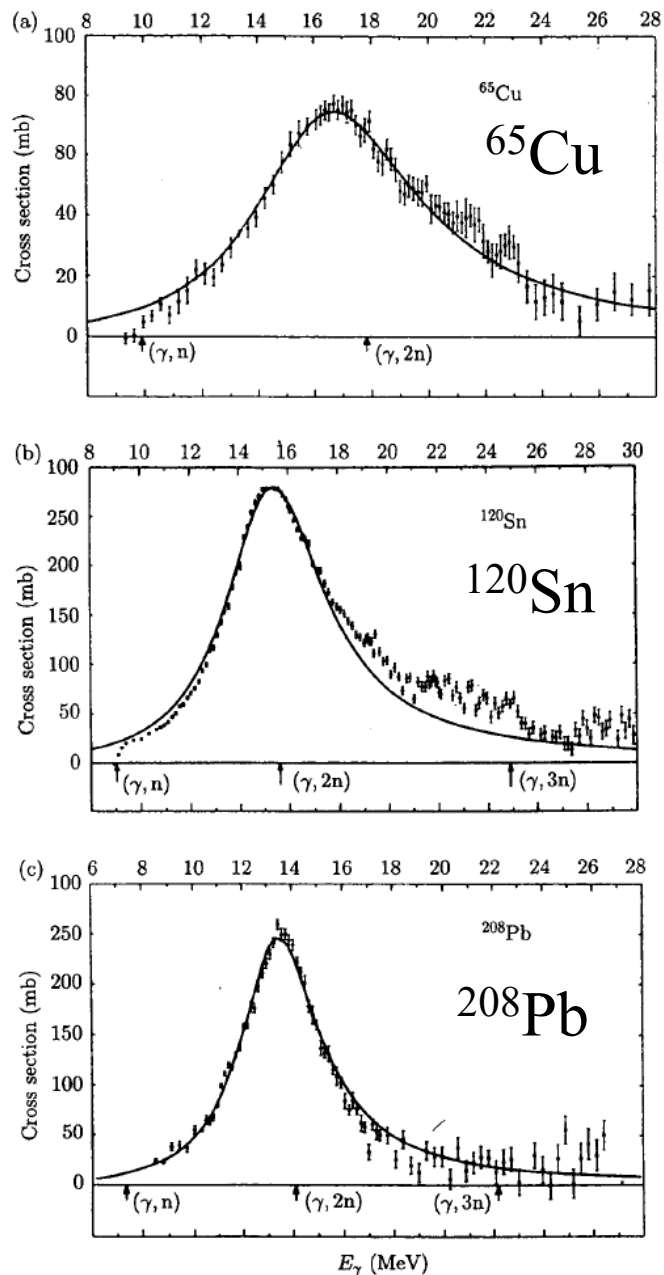 (a)
8 10 12 14 16 18 20 22 24 26 28
100
80
80
40
20
0
Cross section (mb)
65Cu
65Cu
(γ, n)
(γ, 2n)
(b)
8 10 12 14 16 18 20 22 24 26 28 30
300
250
200
150
100
50
0
Cross section (mb)
120Sn
120Sn
(γ, n)
(γ, 2n)
(γ, 3n)
(c)
6 8 10 12 14 16 18 20 22 24 26 28
300
250
200
150
100
50
0
Cross section (mb)
208Pb
208Pb
(γ, n)
(γ, 2n)
(γ, 3n)
Eγ (MeV)